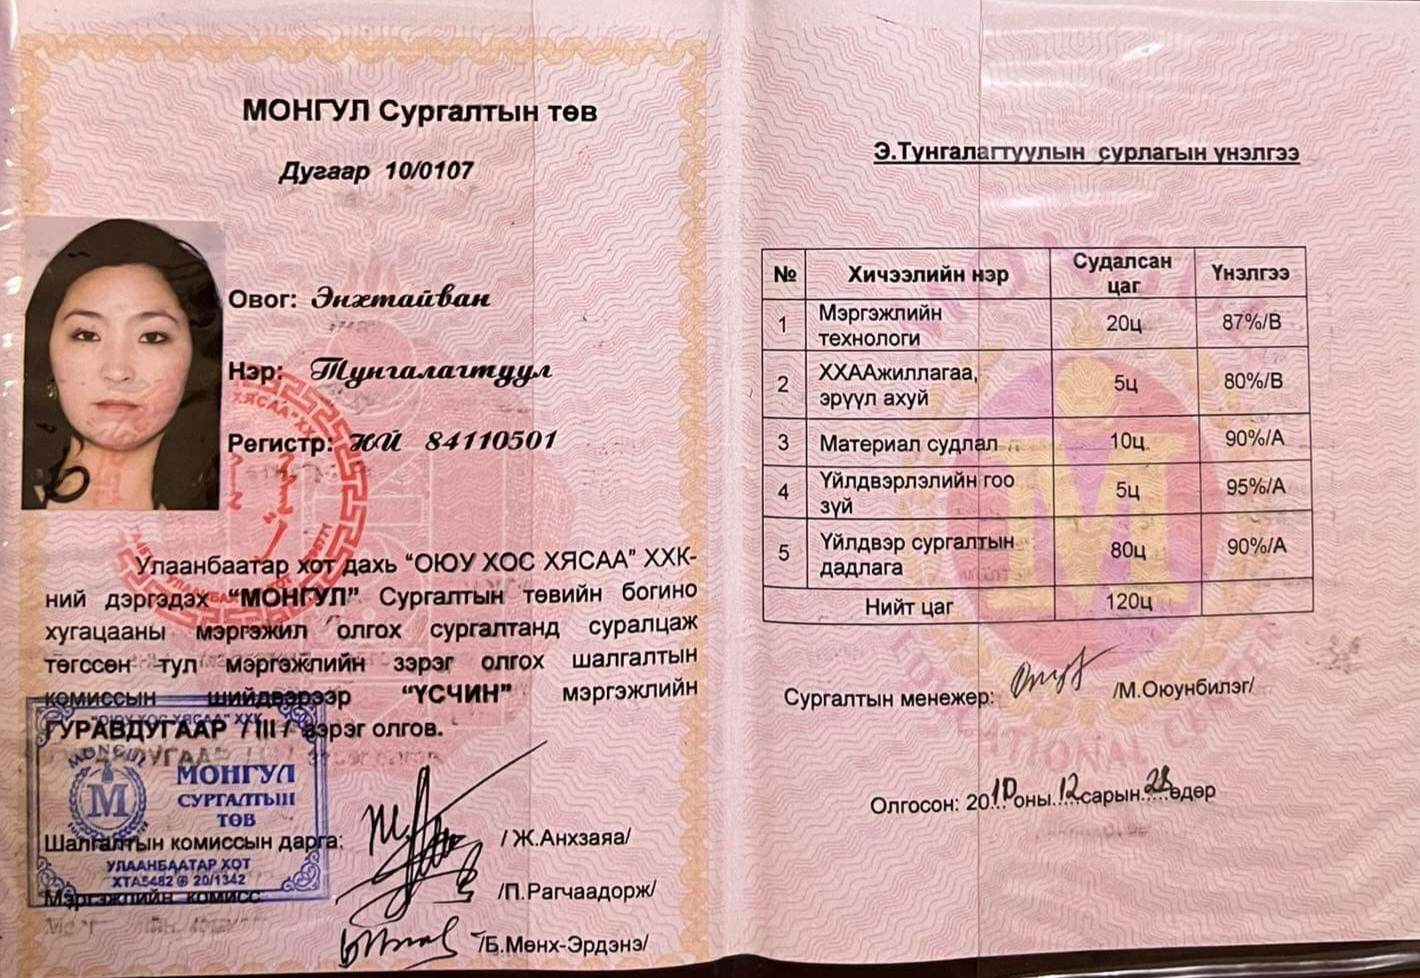 МОНГУЛ Сургалтын төв
Дугаар 10/0107
Овог: Энхтайван
Нэр: Тунгалагтуул
Регистр: НЙ 84110501
Улаанбаатар хот дахь “ОЮУ ХОС ХЯСАА” ХХК-
ний дэргэдэх “МОНГУЛ” Сургалтын төвийн богино
хугацааны мэргэжил олгох сургалтанд суралцаж
төгссөн тул мэргэжлийн зэрэг олгох шалгалтын
комиссын шийдвэрээр “ҮСЧИН” мэргэжлийн
ГУРАВДУГААР / III / зэрэг олгов.
"ОЮУ ХОС ХЯСАА" ХХК
МОНГУЛ
СУРГАЛТЫН
ТӨВ
Шалгалтын комиссын дарга: / Ж.Анхзаяа/
УЛААНБААТАР ХОТ
ХТА5482 20/1342
Мэргэжлийн комисс: /П.Рагчаадорж/
/Б.Мөнх-Эрдэнэ/
Э.Тунгалагтуулын сурлагын үнэлгээ
№ Хичээлийн нэр Судалсан цаг Үнэлгээ
1 Мэргэжлийн технологи 20ц 87%/B
2 ХХААжиллагаа, эрүүл ахуй 5ц 80%/B
3 Материал судлал 10ц 90%/A
4 Үйлдвэрлэлийн гоо зүй 5ц 95%/A
5 Үйлдвэр сургалтын дадлага 80ц 90%/A
Нийт цаг 120ц
Сургалтын менежер: /М.Оюунбилэг/
Олгосон: 2010 оны 12 сарын 28 өдөр